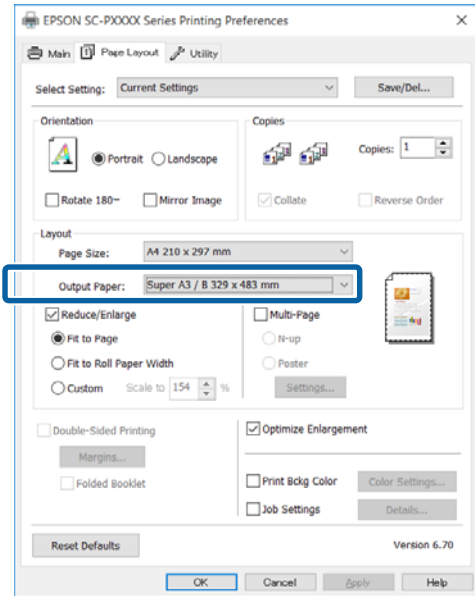 EPSON SC-PXXXX Series Printing Preferences
Main Page Layout Utility
Select Setting: Current Settings Save/Del...
Orientation Copies
Portrait Landscape Copies: 1
Rotate 180° Mirror Image Collate Reverse Order
Layout
Page Size: A4 210 x 297 mm
Output Paper: Super A3 / B 329 x 483 mm
Reduce/Enlarge Multi-Page
Fit to Page N-up
Fit to Roll Paper Width Poster
Custom Scale to 154 % Settings...
Double-Sided Printing Optimize Enlargement
Margins...
Folded Booklet Print Bckg Color Color Settings...
Job Settings Details...
Reset Defaults Version 6.70
OK Cancel Apply Help